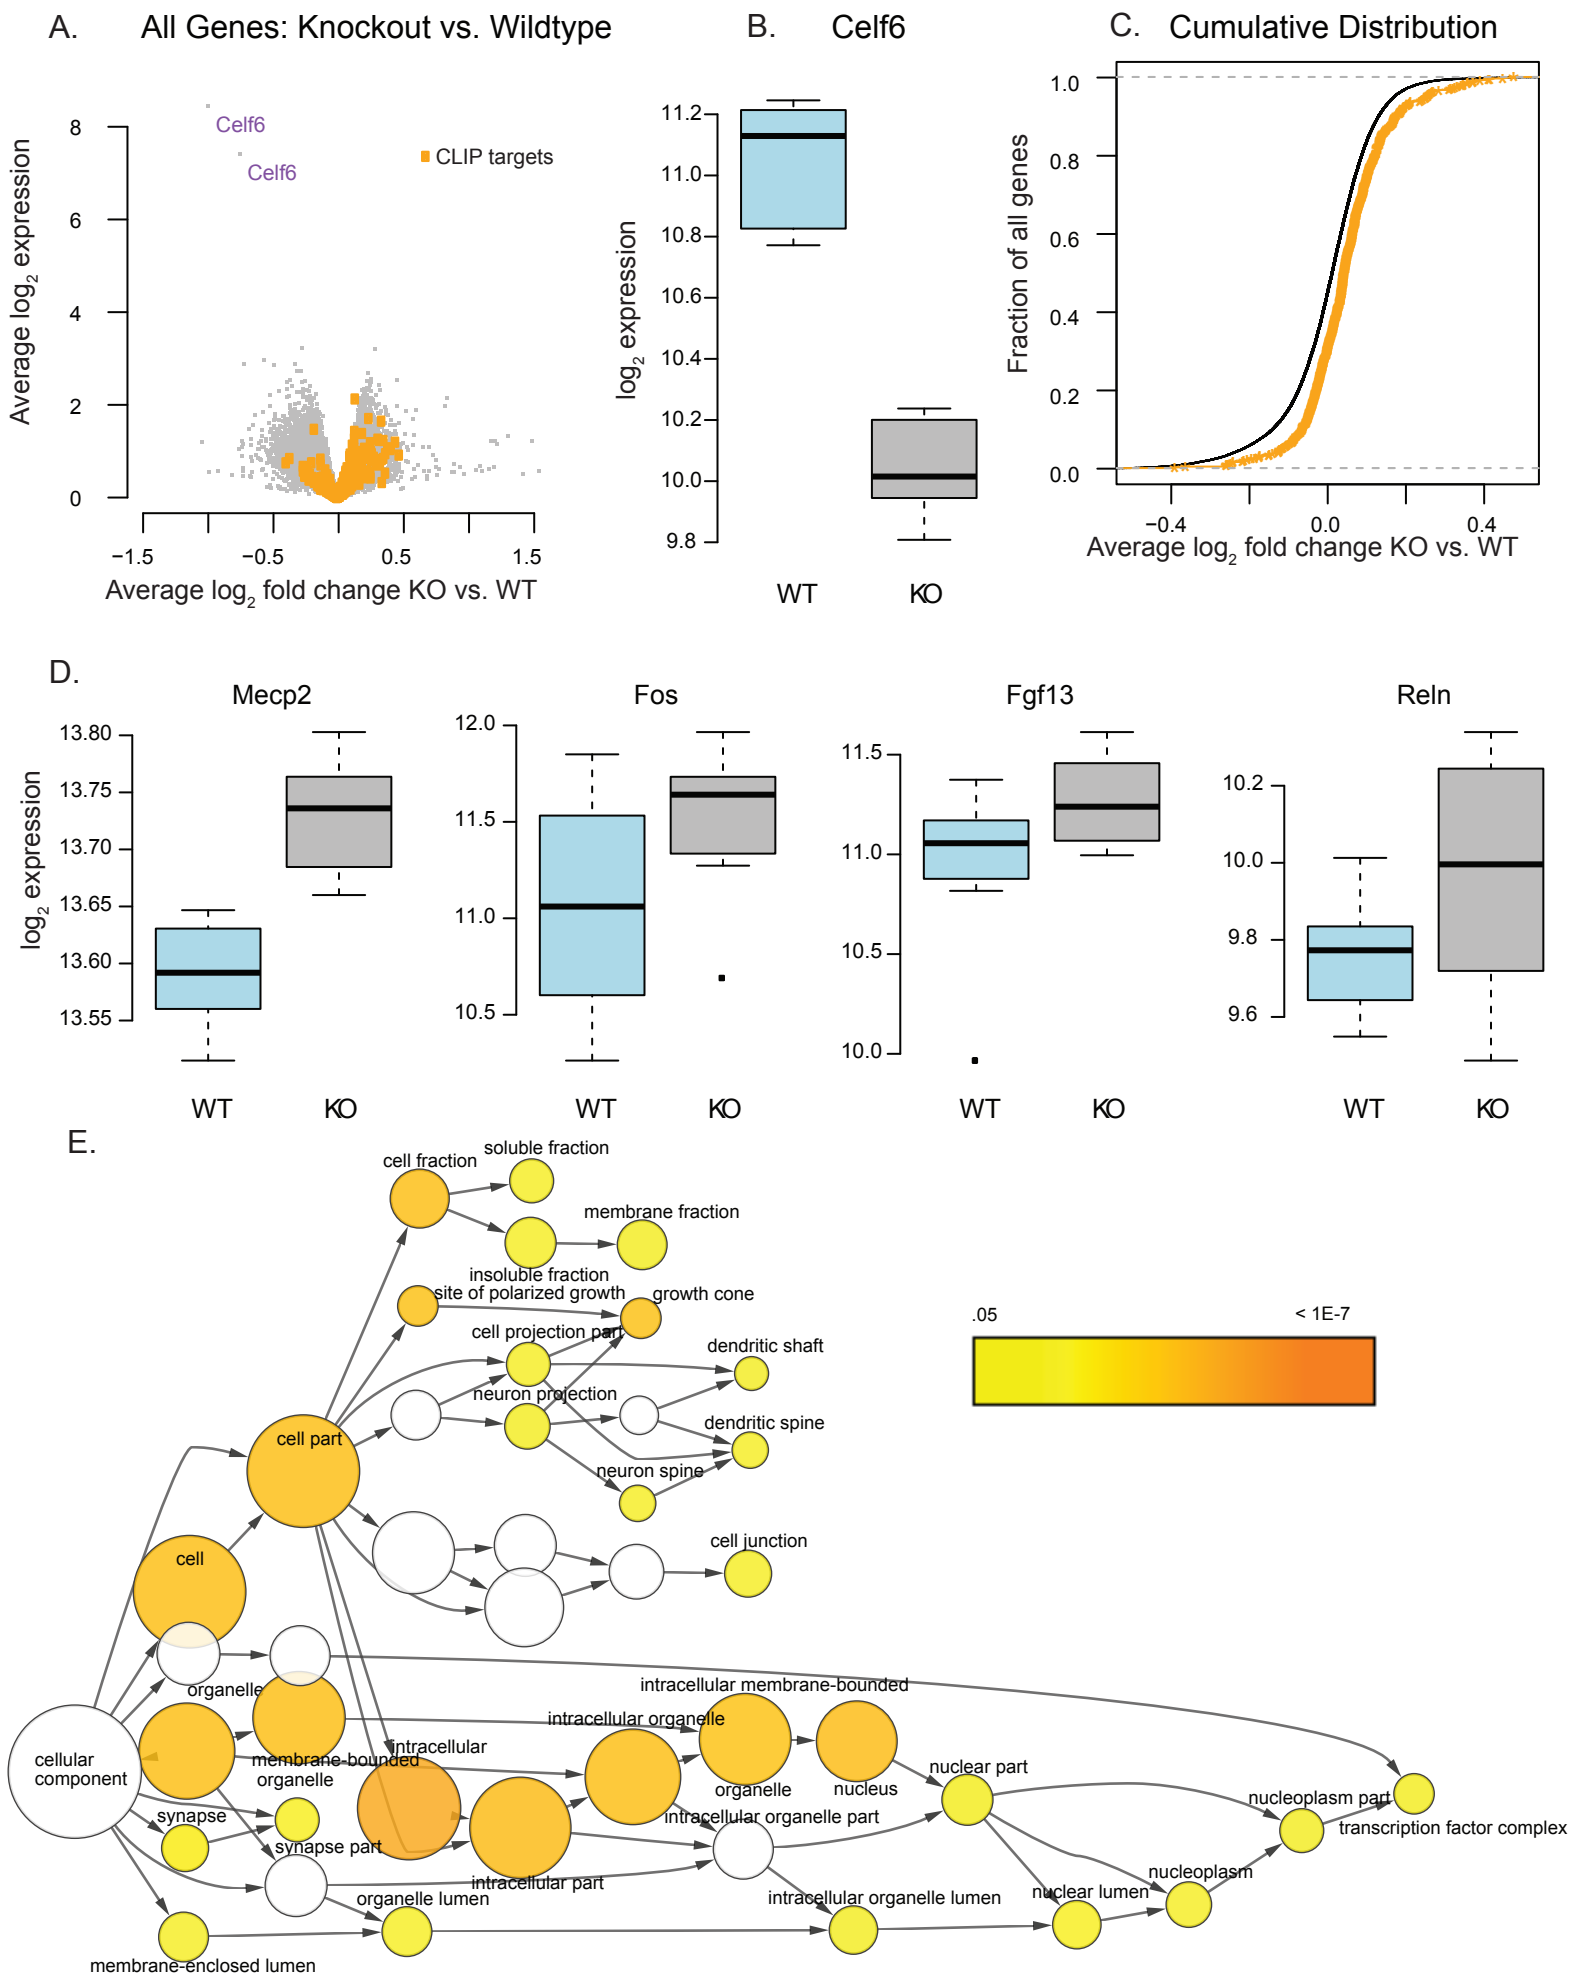 A. All Genes: Knockout vs. Wildtype
Average log2 expression
8
6
4
2
0
Celf6
Celf6
CLIP targets
−1.5
−0.5
0.5
1.5
Average log2 fold change KO vs. WT
B. Celf6
log2 expression
11.2
11.0
10.8
10.6
10.4
10.2
10.0
9.8
WT
KO
C. Cumulative Distribution
Fraction of all genes
1.0
0.8
0.6
0.4
0.2
0.0
−0.4
0.0
0.4
Average log2 fold change KO vs. WT
D.
log2 expression
Mecp2
13.80
13.75
13.70
13.65
13.60
13.55
WT
KO
Fos
12.0
11.5
11.0
10.5
WT
KO
Fgf13
11.5
11.0
10.5
10.0
WT
KO
Reln
10.2
10.0
9.8
9.6
WT
KO
E.
soluble fraction
cell fraction
membrane fraction
insoluble fraction
site of polarized growth
growth cone
cell projection part
dendritic shaft
neuron projection
dendritic spine
cell part
neuron spine
cell junction
cell
.05
< 1E-7
organelle
intracellular membrane-bounded
organelle
intracellular organelle
intracellular
membrane-bounded
organelle
cellular
component
nucleus
nuclear part
nucleoplasm part
transcription factor complex
synapse
synapse part
intracellular organelle part
intracellular part
organelle lumen
intracellular organelle lumen
nuclear lumen
nucleoplasm
membrane-enclosed lumen